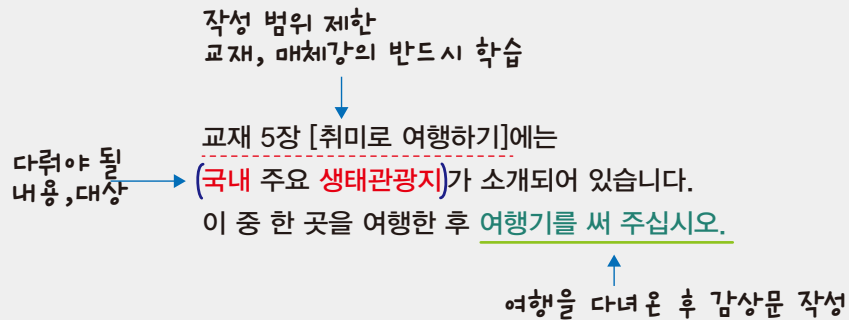 작성 범위 제한
교재, 매체강의 반드시 학습
교재 5장 [취미로 여행하기]에는
다뤄야 될
내용,대상
(국내 주요 생태관광지)가 소개되어 있습니다.
이 중 한 곳을 여행한 후 여행기를 써 주십시오.
여행을 다녀온 후 감상문 작성